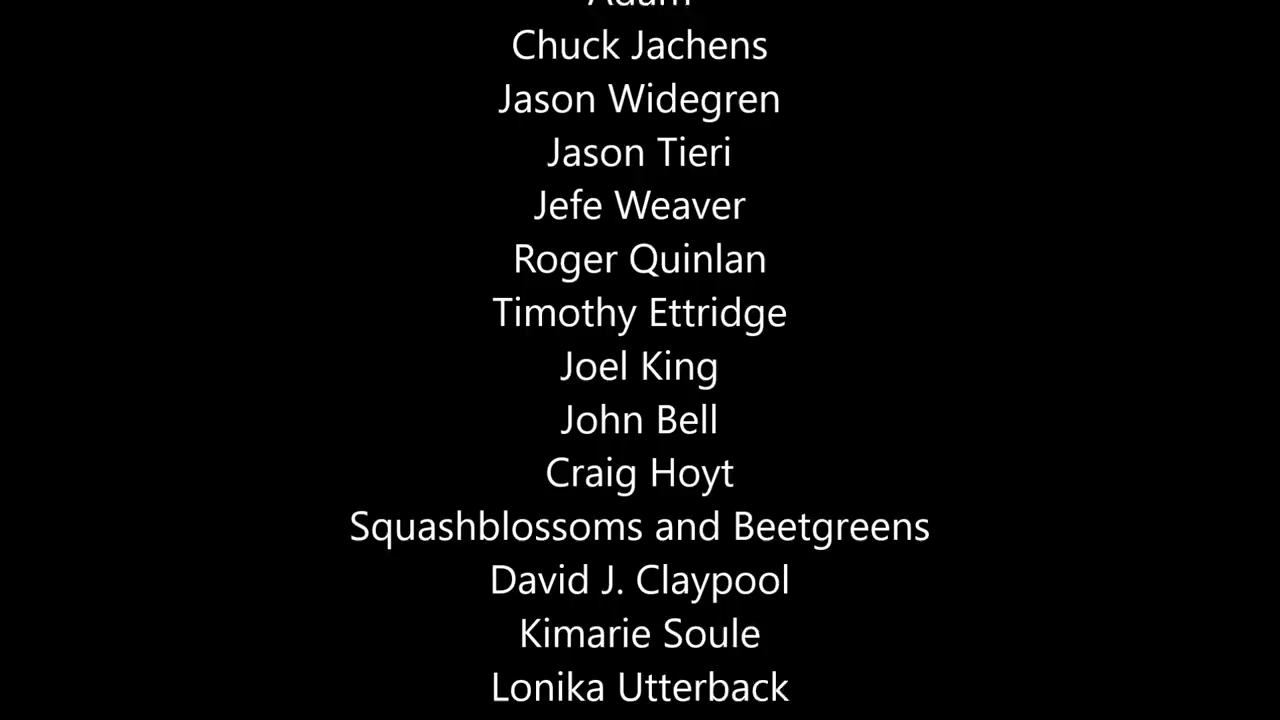 Adam
Chuck Jachens
Jason Widegren
Jason Tieri
Jefe Weaver
Roger Quinlan
Timothy Ettridge
Joel King
John Bell
Craig Hoyt
Squashblossoms and Beetgreens
David J. Claypool
Kimarie Soule
Lonika Utterback